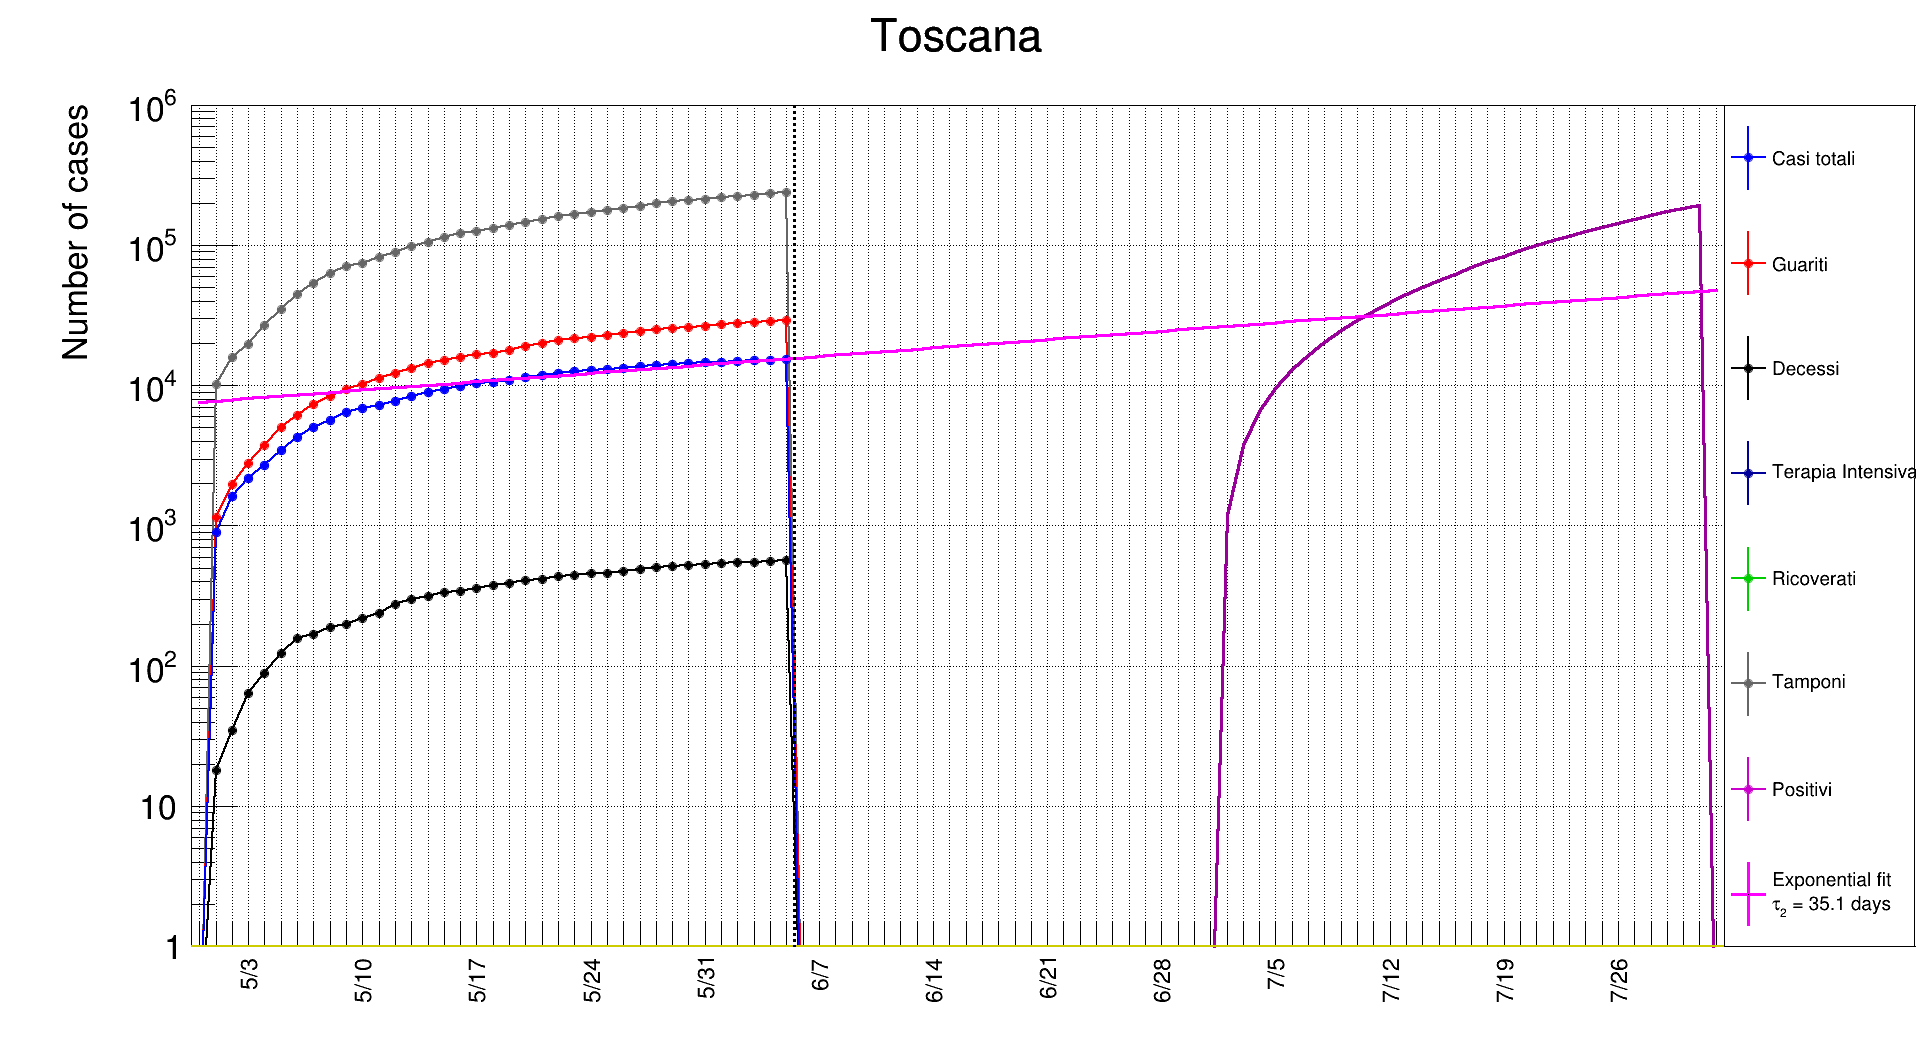 Toscana
Number of cases
10^6
10^5
10^4
10^3
10^2
10
1
5/3
5/10
5/17
5/24
5/31
6/7
6/14
6/21
6/28
7/5
7/12
7/19
7/26
Casi totali
Guariti
Decessi
Terapia Intensiva
Ricoverati
Tamponi
Positivi
Exponential fit
τ₂ = 35.1 days